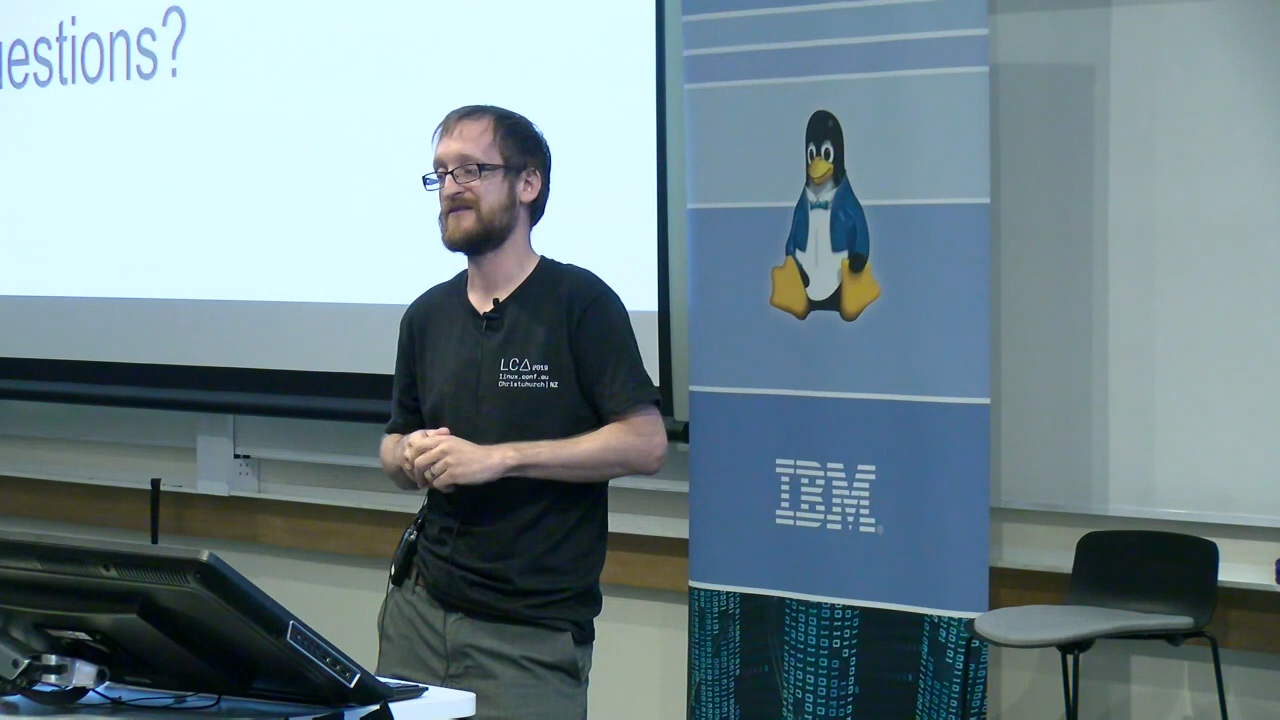 uestions?
LCA 2019
linux.conf.au
Christchurch|NZ
IBM